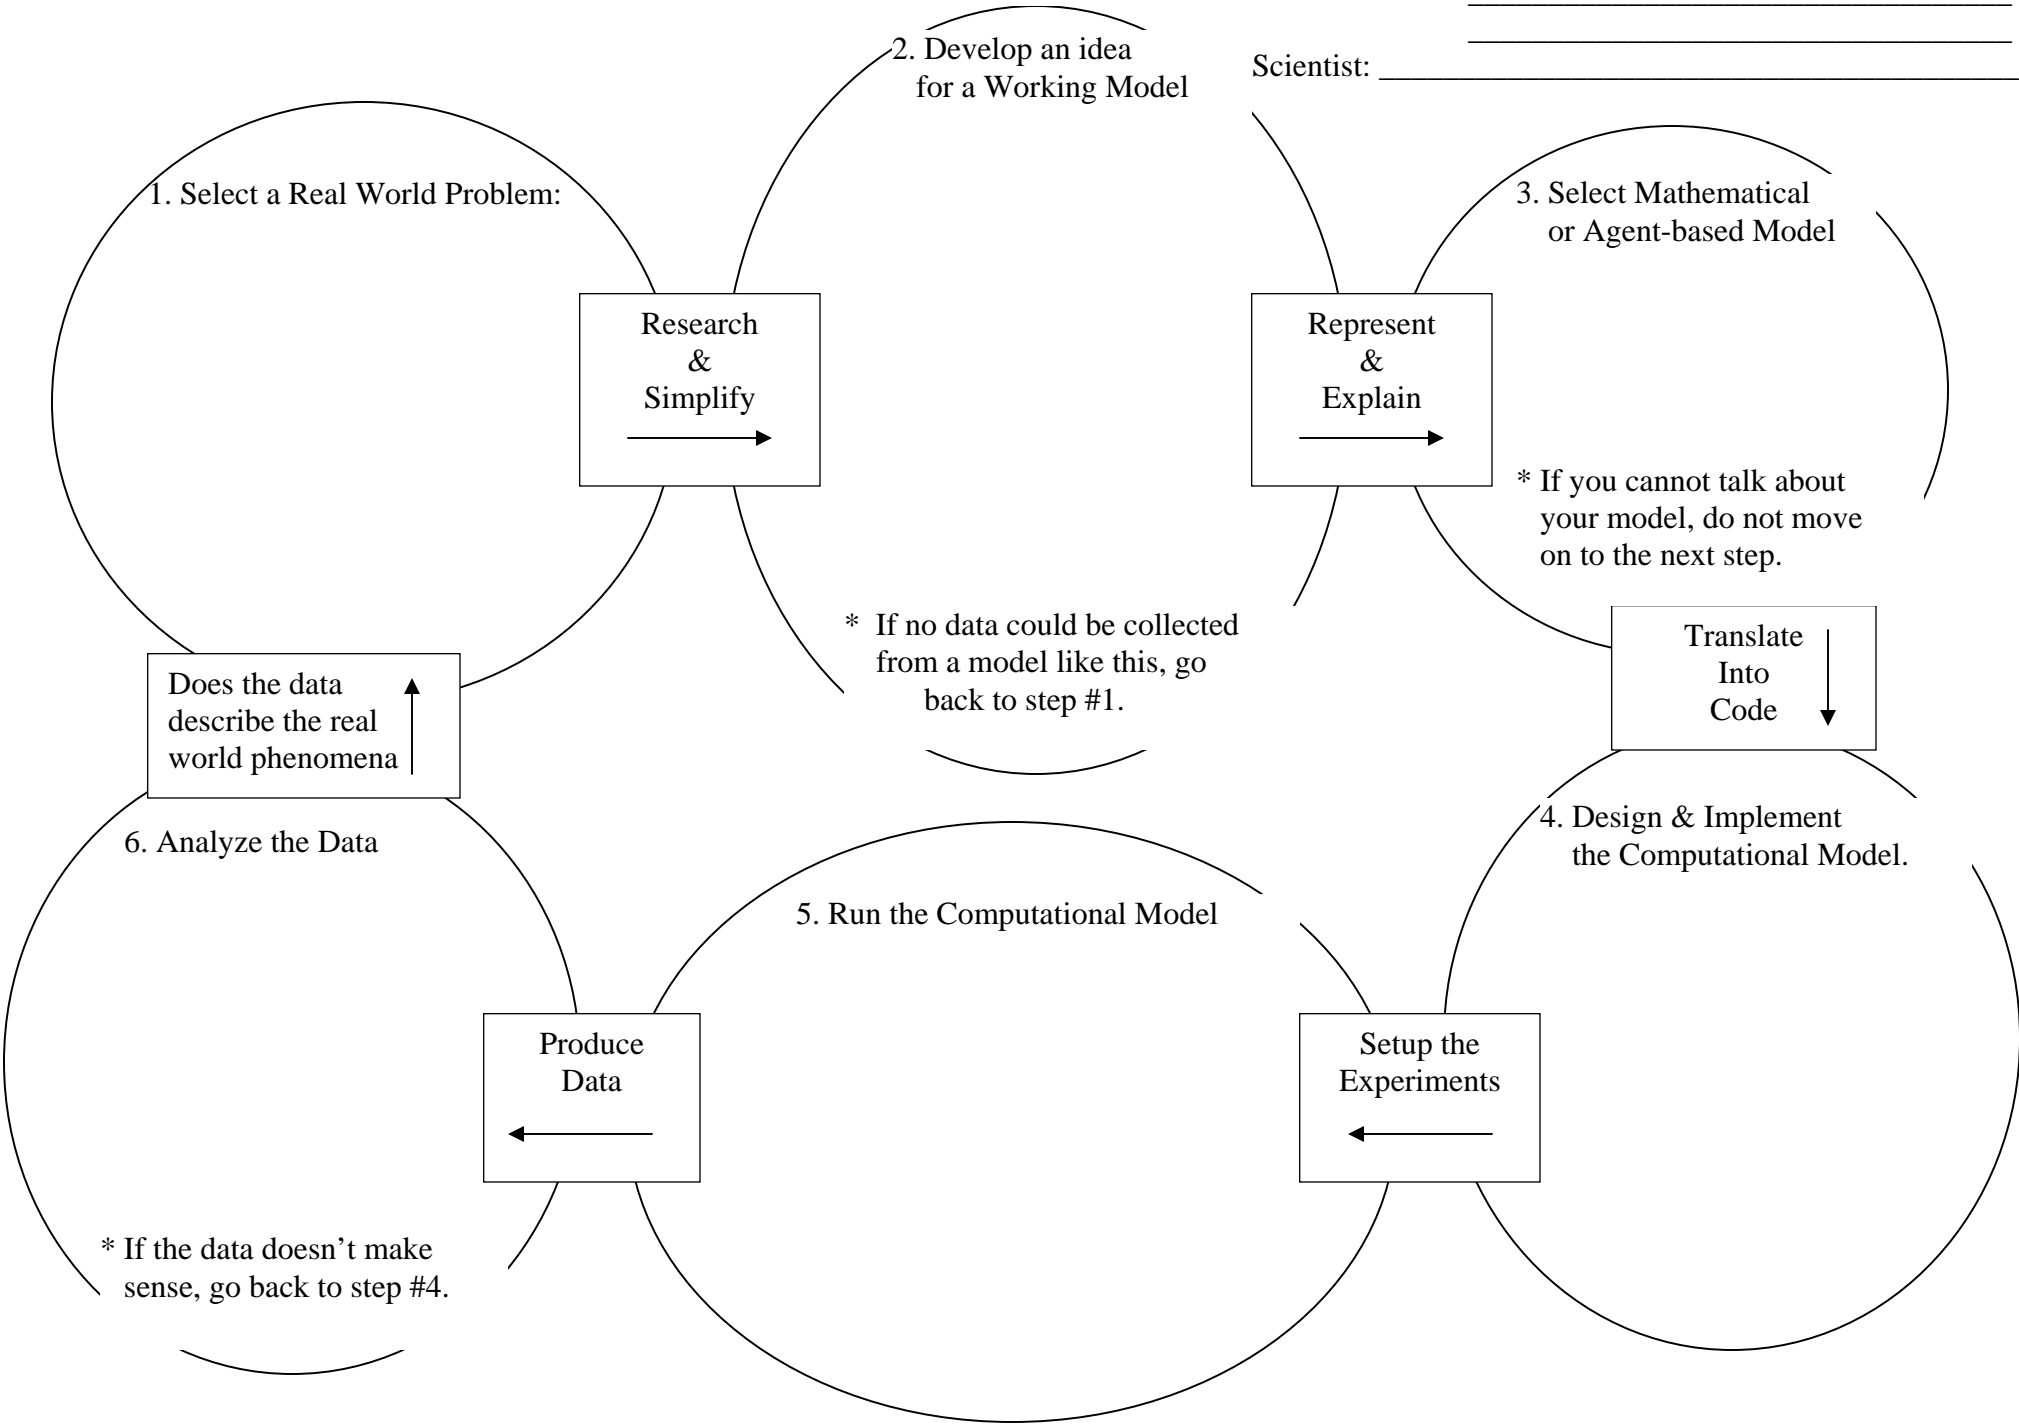 Scientist: ________________________________________
1. Select a Real World Problem:
Research
&
Simplify
2. Develop an idea
for a Working Model
* If no data could be collected
from a model like this, go
back to step #1.
Represent
&
Explain
3. Select Mathematical
or Agent-based Model
* If you cannot talk about
your model, do not move
on to the next step.
Translate
Into
Code
4. Design & Implement
the Computational Model.
Setup the
Experiments
5. Run the Computational Model
Produce
Data
6. Analyze the Data
* If the data doesn’t make
sense, go back to step #4.
Does the data
describe the real
world phenomena